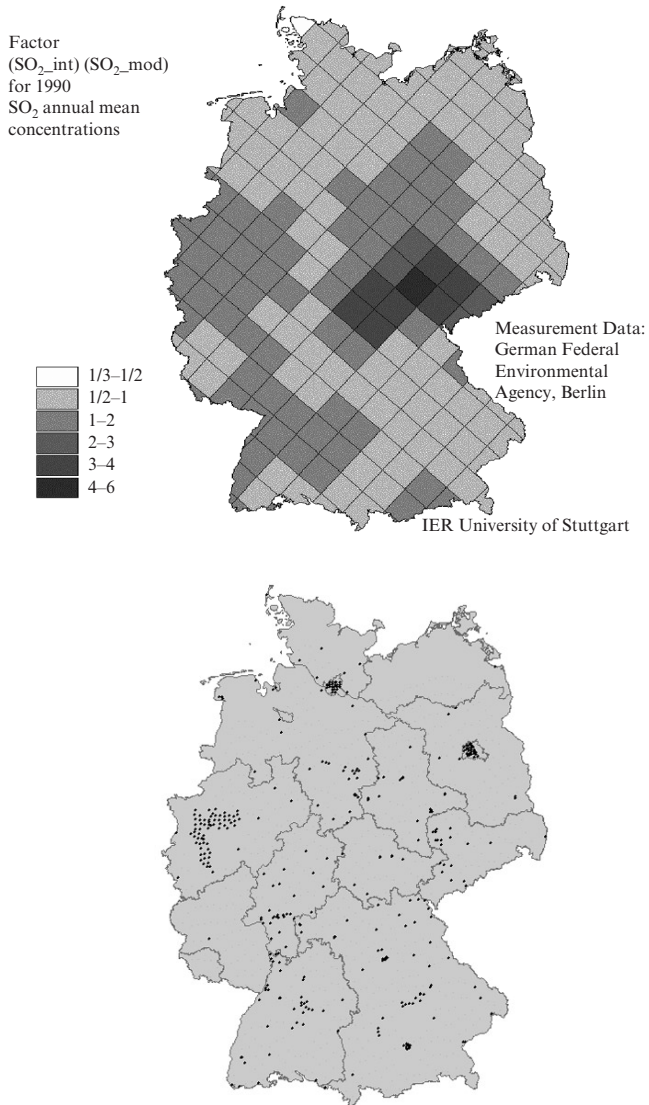 Factor
(SO₂_int) (SO₂_mod)
for 1990
SO₂ annual mean
concentrations
Measurement Data:
German Federal
Environmental
Agency, Berlin
1/3–1/2
1/2–1
1–2
2–3
3–4
4–6
IER University of Stuttgart